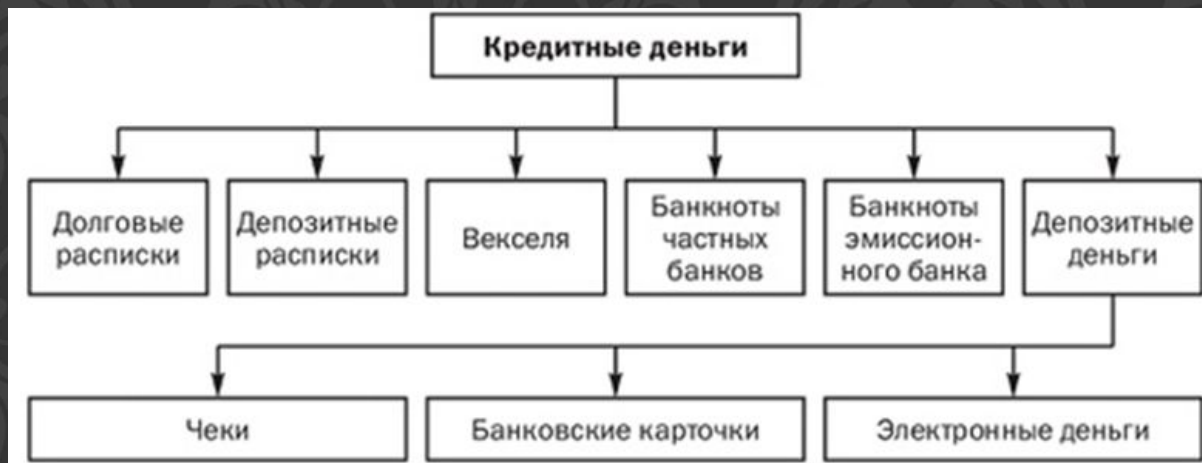 Кредитные деньги
Долговые
расписки
Депозитные
расписки
Векселя
Банкноты
частных
банков
Банкноты
эмиссион-
ного банка
Депозитные
деньги
Чеки
Банковские карточки
Электронные деньги